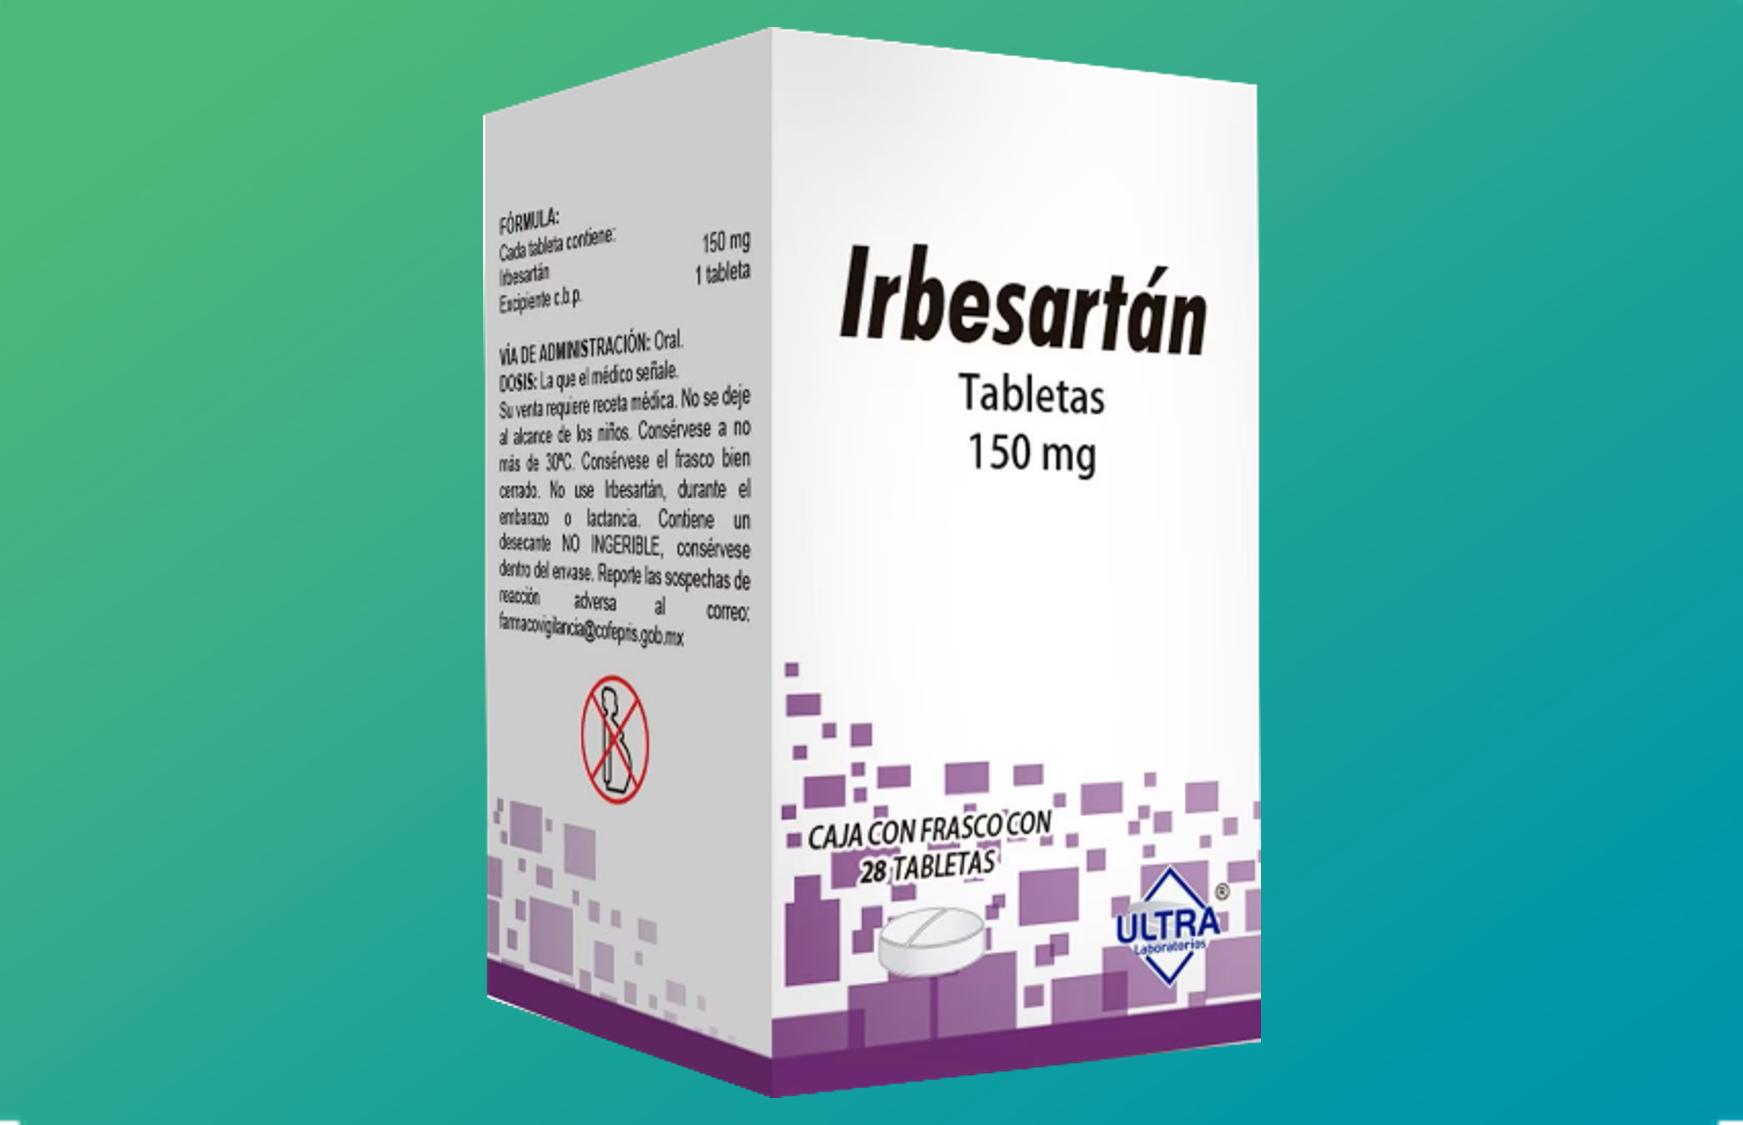 FÓRMULA:
Cada tableta contiene:
Irbesartán 150 mg
Excipiente c.b.p. 1 tableta
VÍA DE ADMINISTRACIÓN: Oral.
DOSIS: La que el médico señale.
Su venta requiere receta médica. No se deje
al alcance de los niños. Consérvese a no
más de 30ºC. Consérvese el frasco bien
cerrado. No use Irbesartán, durante el
embarazo o lactancia. Contiene un
desecante NO INGERIBLE, consérvese
dentro del envase. Reporte las sospechas de
reacción adversa al correo:
farmacovigilancia@cofepris.gob.mx
Irbesartán
Tabletas
150 mg
CAJA CON FRASCO CON
28 TABLETAS
ULTRA ®
Laboratorios